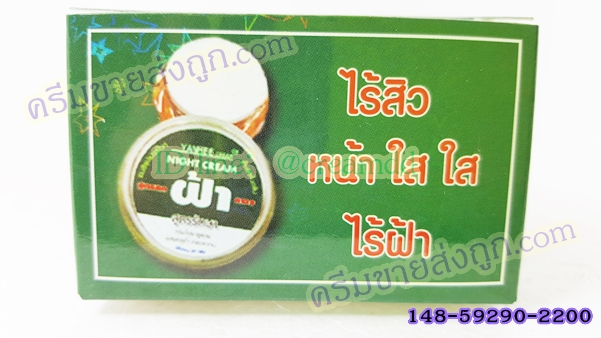 ครีมขายส่งถูก.com
ไร้สิว
หน้า ใส ใส
ไร้ฝ้า
YANHEE
NIGHT CREAM
ฝ้า
ครีมขายส่งถูก.com
148-59290-2200